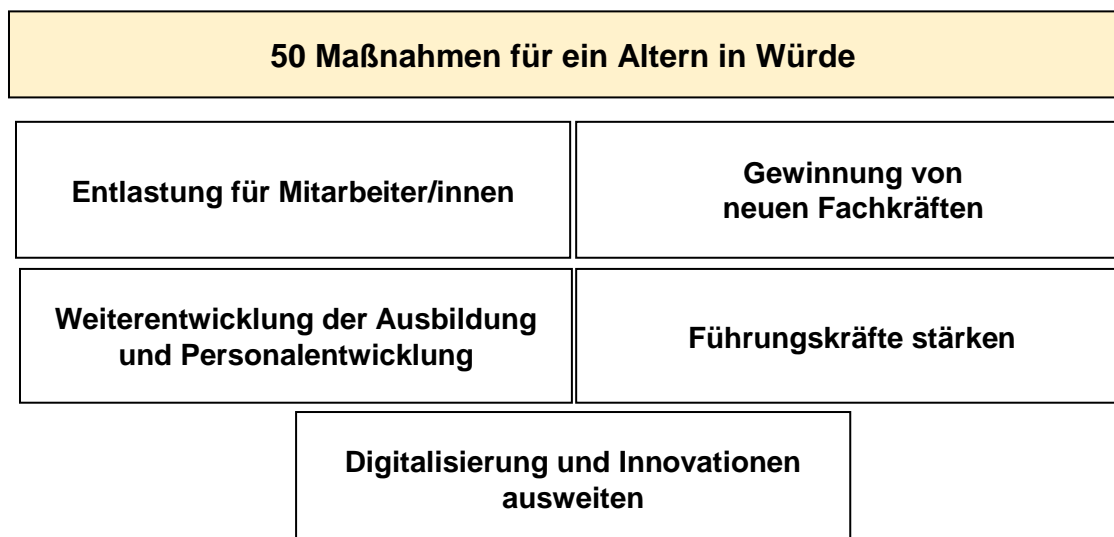 50 Maßnahmen für ein Altern in Würde
Entlastung für Mitarbeiter/innen
Gewinnung von
neuen Fachkräften
Weiterentwicklung der Ausbildung
und Personalentwicklung
Führungskräfte stärken
Digitalisierung und Innovationen
ausweiten